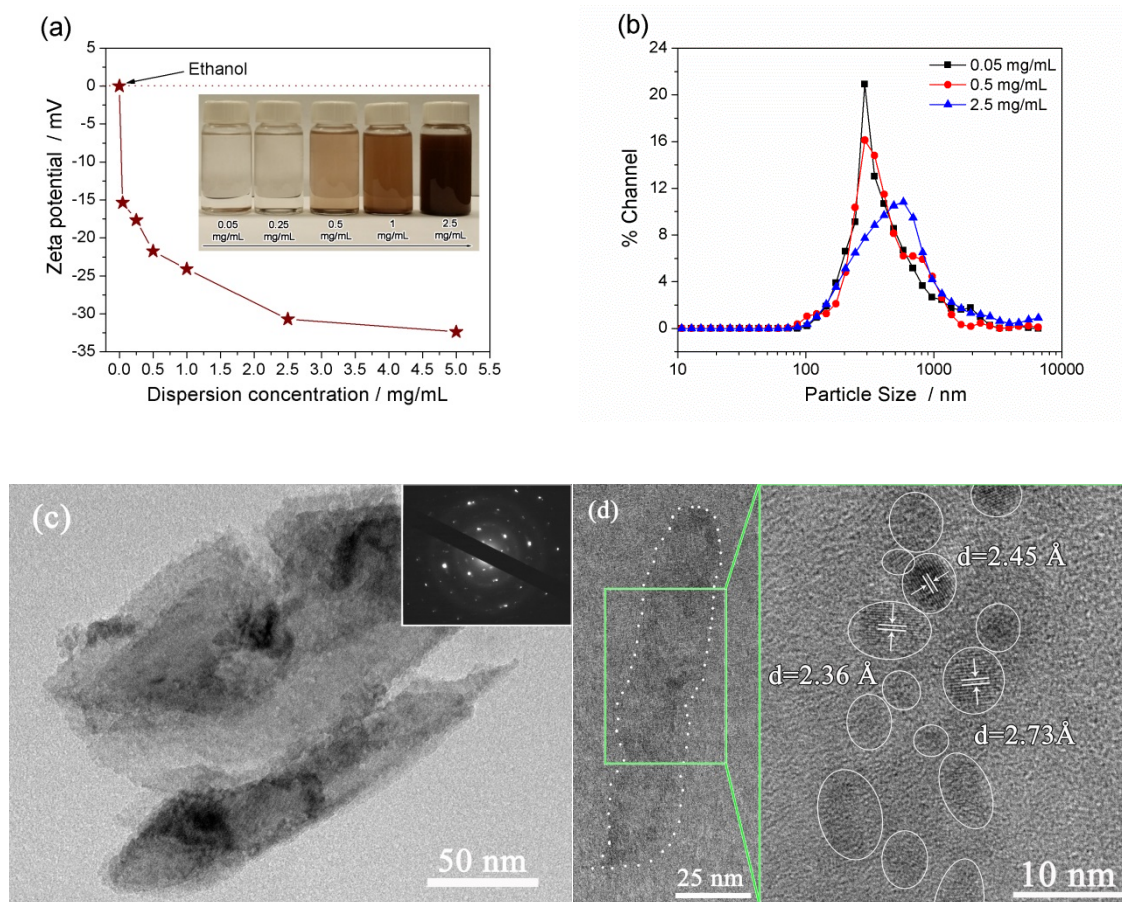 (a)
5
0
-5
-10
-15
-20
-25
-30
-35
Zeta potential / mV
Ethanol
0.05 mg/mL
0.25 mg/mL
0.5 mg/mL
1 mg/mL
2.5 mg/mL
0.0 0.5 1.0 1.5 2.0 2.5 3.0 3.5 4.0 4.5 5.0 5.5
Dispersion concentration / mg/mL
(b)
24
20
16
12
8
4
0
% Channel
0.05 mg/mL
0.5 mg/mL
2.5 mg/mL
10 100 1000 10000
Particle Size / nm
(c)
50 nm
(d)
25 nm
d=2.45 Å
d=2.36 Å
d=2.73Å
10 nm